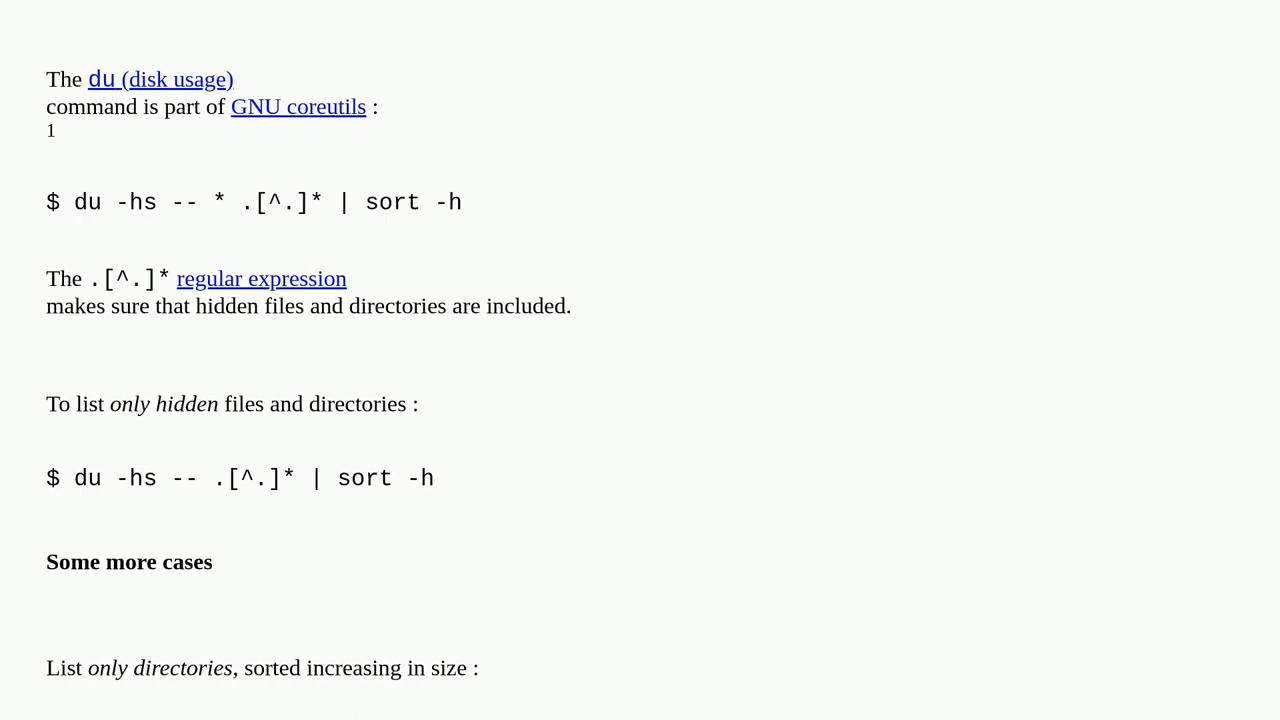 The du (disk usage)
command is part of GNU coreutils :
1
$ du -hs -- * .[^.]* | sort -h
The .[^.]* regular expression
makes sure that hidden files and directories are included.
To list only hidden files and directories :
$ du -hs -- .[^.]* | sort -h
Some more cases
List only directories, sorted increasing in size :